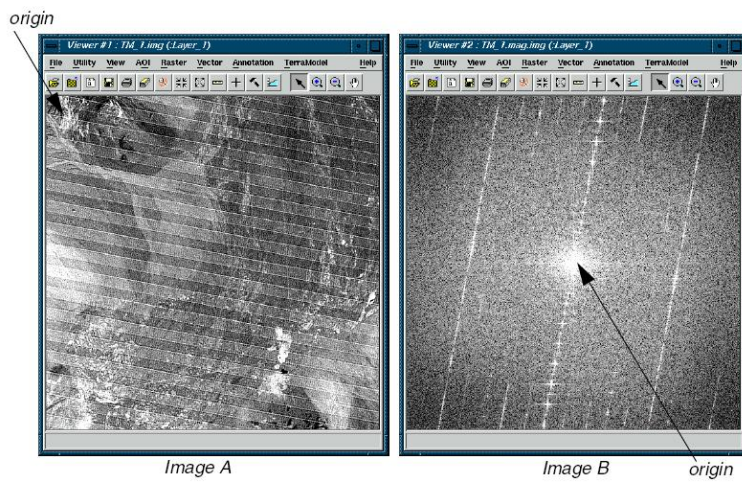 origin
Viewer #1 : TM_1.img (:Layer_1)
File Utility View AOI Raster Vector Annotation TerraModel Help
Viewer #2 : TM_1.mag.img (:Layer_1)
File Utility View AOI Raster Vector Annotation TerraModel Help
Image A
Image B
origin